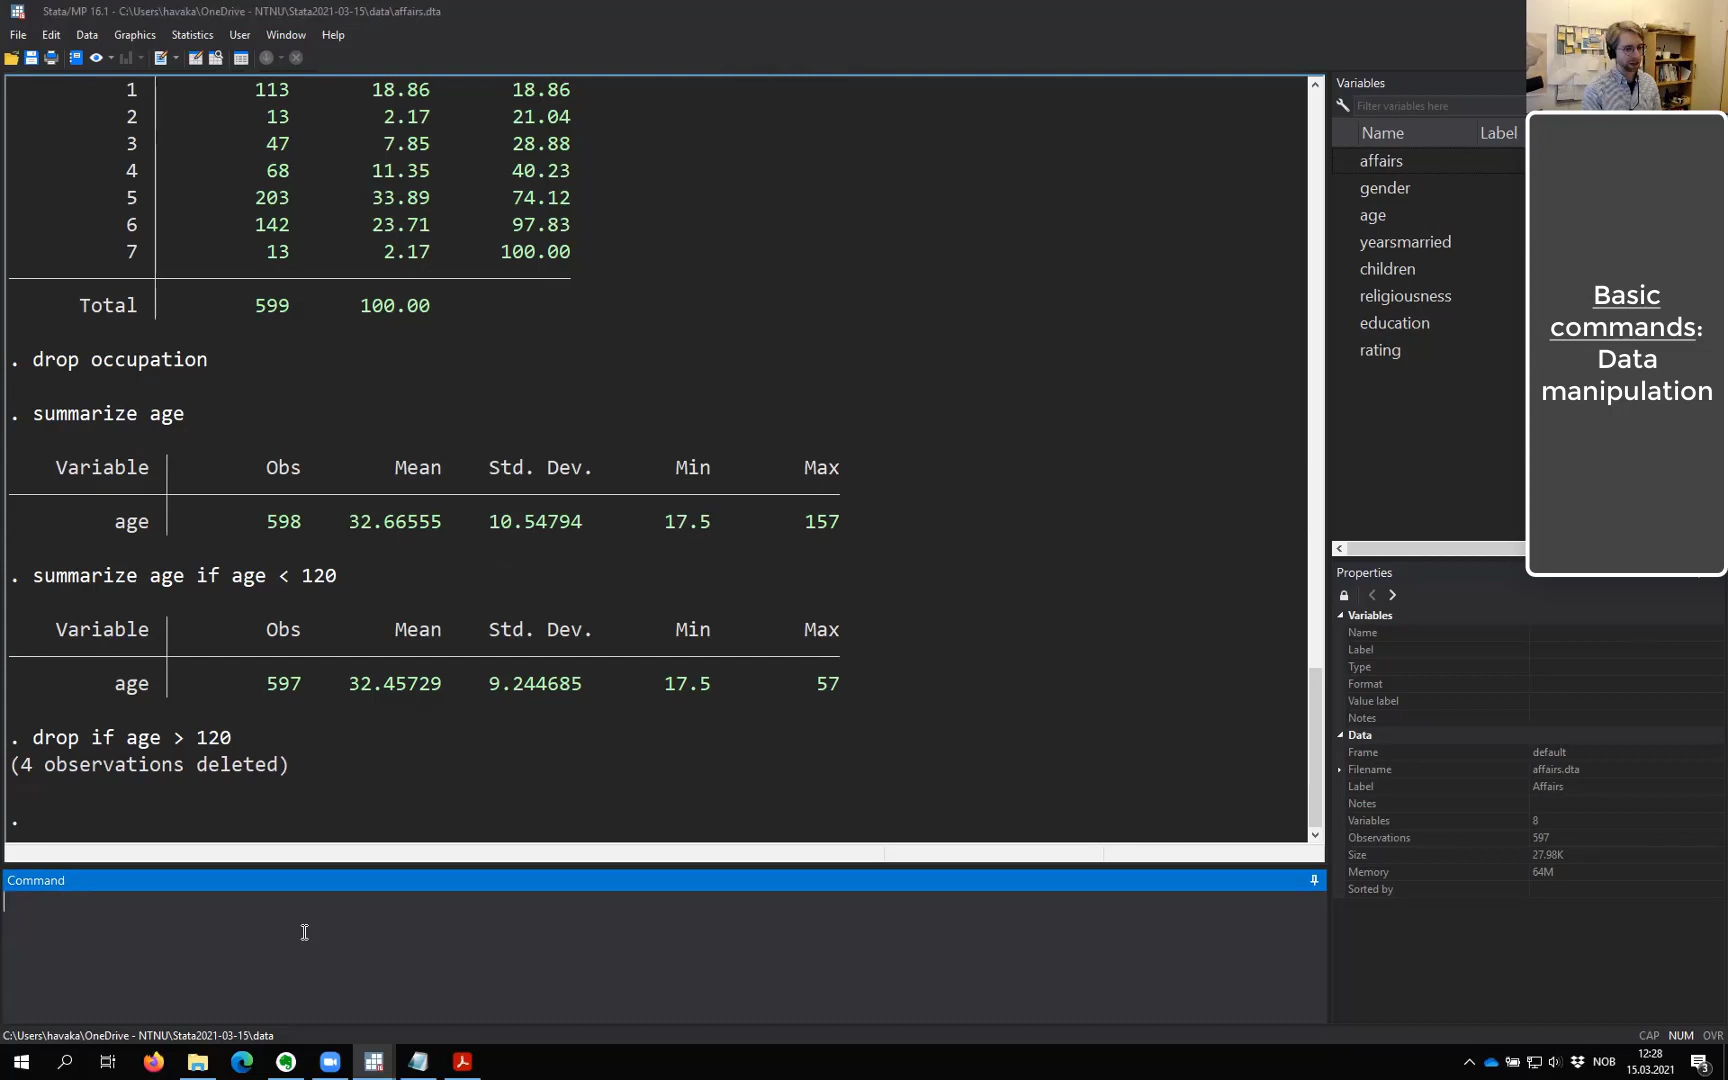 Stata/MP 16.1 - C:\Users\havaka\OneDrive - NTNU\Stata2021-03-15\data\affairs.dta
File Edit Data Graphics Statistics User Window Help
1 113 18.86 18.86
2 13 2.17 21.04
3 47 7.85 28.88
4 68 11.35 40.23
5 203 33.89 74.12
6 142 23.71 97.83
7 13 2.17 100.00
Total 599 100.00
. drop occupation
. summarize age
Variable Obs Mean Std. Dev. Min Max
age 598 32.66555 10.54794 17.5 157
. summarize age if age < 120
Variable Obs Mean Std. Dev. Min Max
age 597 32.45729 9.244685 17.5 57
. drop if age > 120
(4 observations deleted)
.
Command
C:\Users\havaka\OneDrive - NTNU\Stata2021-03-15\data
Variables
Filter variables here
Name Label
affairs
gender
age
yearsmarried
children
religiousness
education
rating
Basic
commands:
Data
manipulation
Properties
Variables
Name
Label
Type
Format
Value label
Notes
Data
Frame default
Filename affairs.dta
Label Affairs
Notes
Variables 8
Observations 597
Size 27.98K
Memory 64M
Sorted by
CAP NUM OVR
NOB
12:28
15.03.2021
3